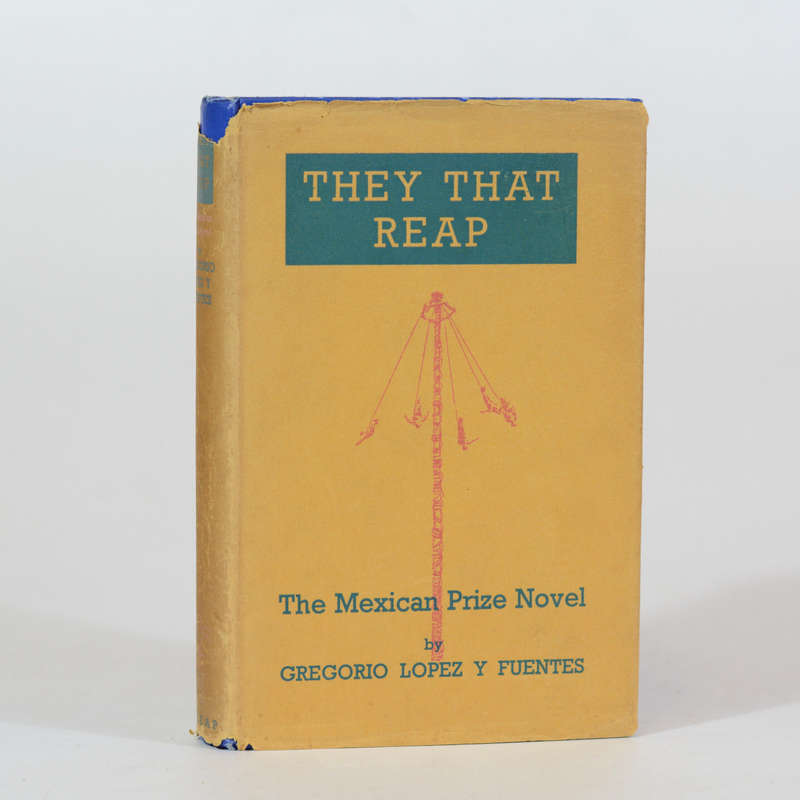 THEY THAT
REAP
The Mexican Prize Novel
by
GREGORIO LOPEZ Y FUENTES